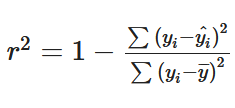 r² = 1 − ∑ (yᵢ−ŷᵢ)² / ∑ (yᵢ−y̅)²